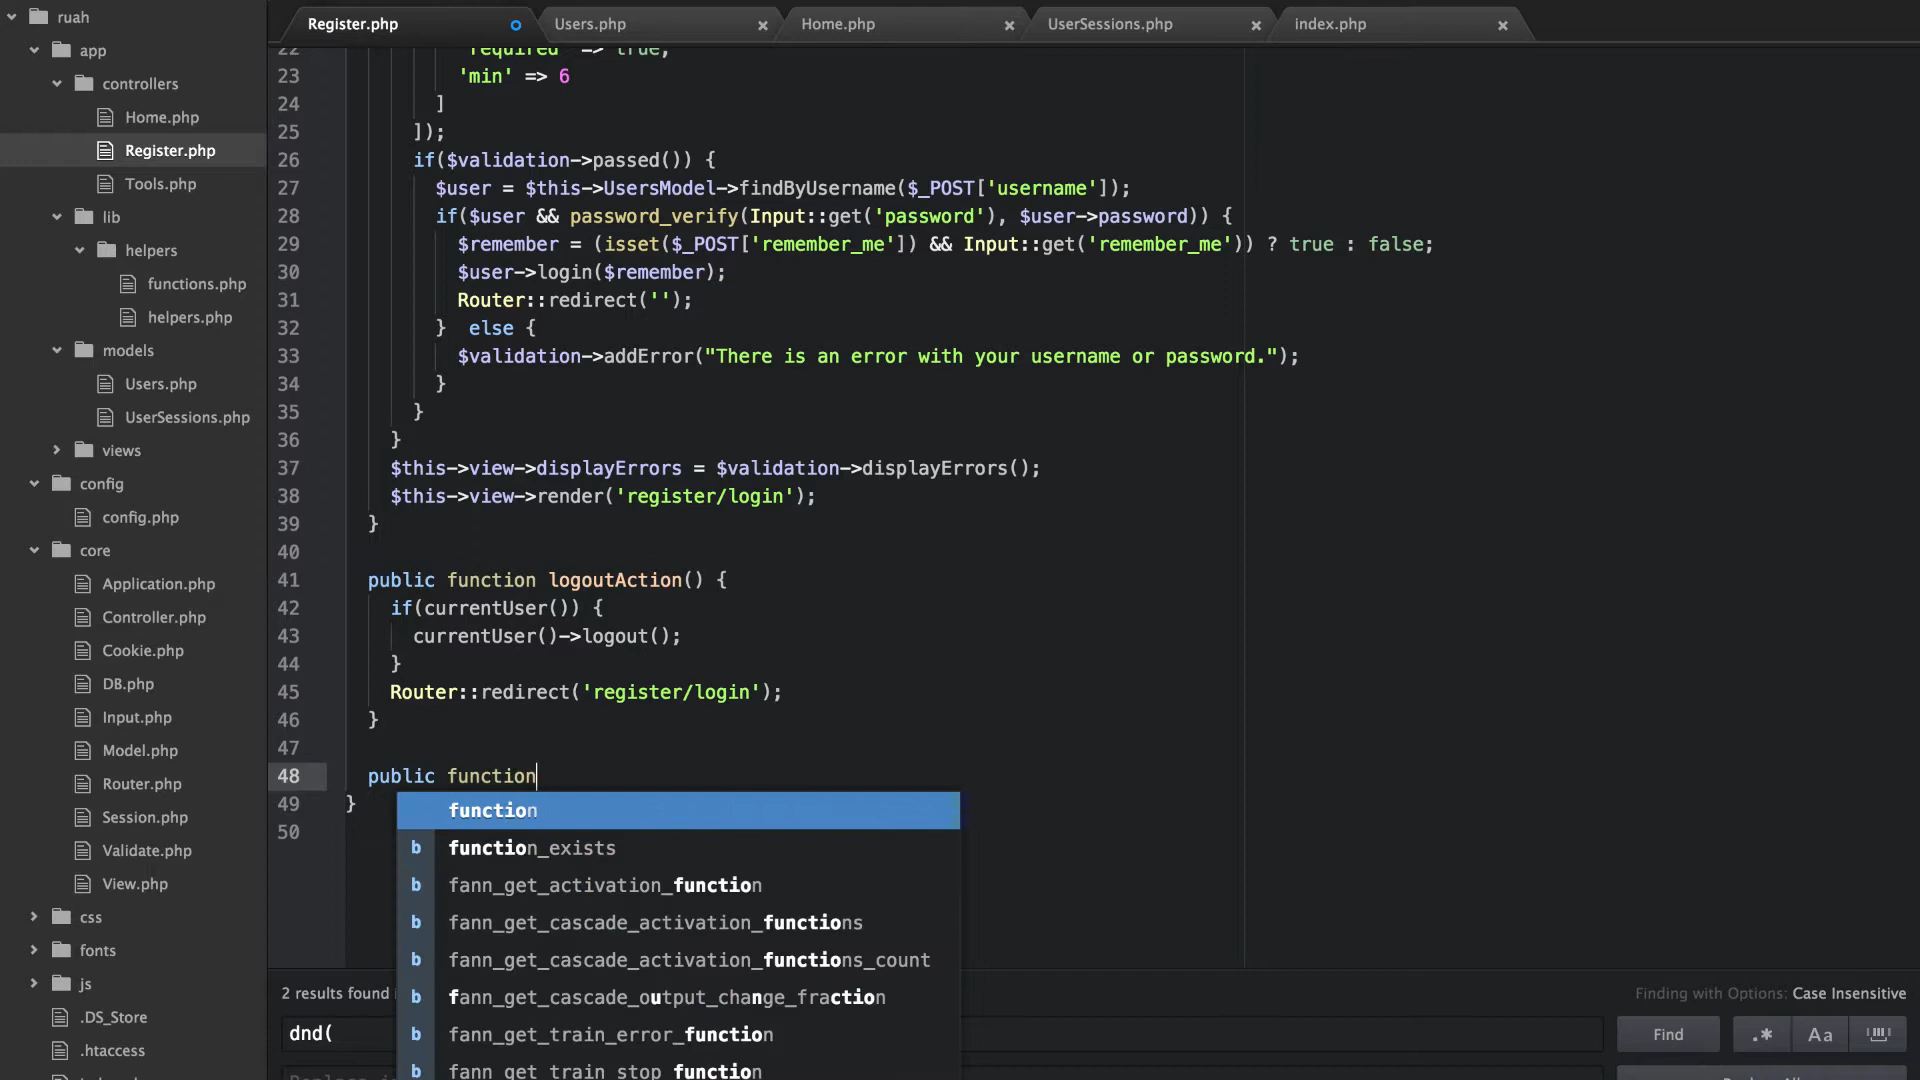 ruah
app
controllers
Home.php
Register.php
Tools.php
lib
helpers
functions.php
helpers.php
models
Users.php
UserSessions.php
views
config
config.php
core
Application.php
Controller.php
Cookie.php
DB.php
Input.php
Model.php
Router.php
Session.php
Validate.php
View.php
css
fonts
js
.DS_Store
.htaccess
Register.php Users.php Home.php UserSessions.php index.php
22 'required' => true,
23 'min' => 6
24 ]
25 ]);
26 if($validation->passed()) {
27 $user = $this->UsersModel->findByUsername($_POST['username']);
28 if($user && password_verify(Input::get('password'), $user->password)) {
29 $remember = (isset($_POST['remember_me']) && Input::get('remember_me')) ? true : false;
30 $user->login($remember);
31 Router::redirect('');
32 } else {
33 $validation->addError("There is an error with your username or password.");
34 }
35 }
36 }
37 $this->view->displayErrors = $validation->displayErrors();
38 $this->view->render('register/login');
39 }
40
41 public function logoutAction() {
42 if(currentUser()) {
43 currentUser()->logout();
44 }
45 Router::redirect('register/login');
46 }
47
48 public function
49 }
50
function
b function_exists
b fann_get_activation_function
b fann_get_cascade_activation_functions
b fann_get_cascade_activation_functions_count
b fann_get_cascade_output_change_fraction
b fann_get_train_error_function
b fann_get_train_stop_function
2 results found
Finding with Options: Case Insensitive
dnd(
Find .* Aa